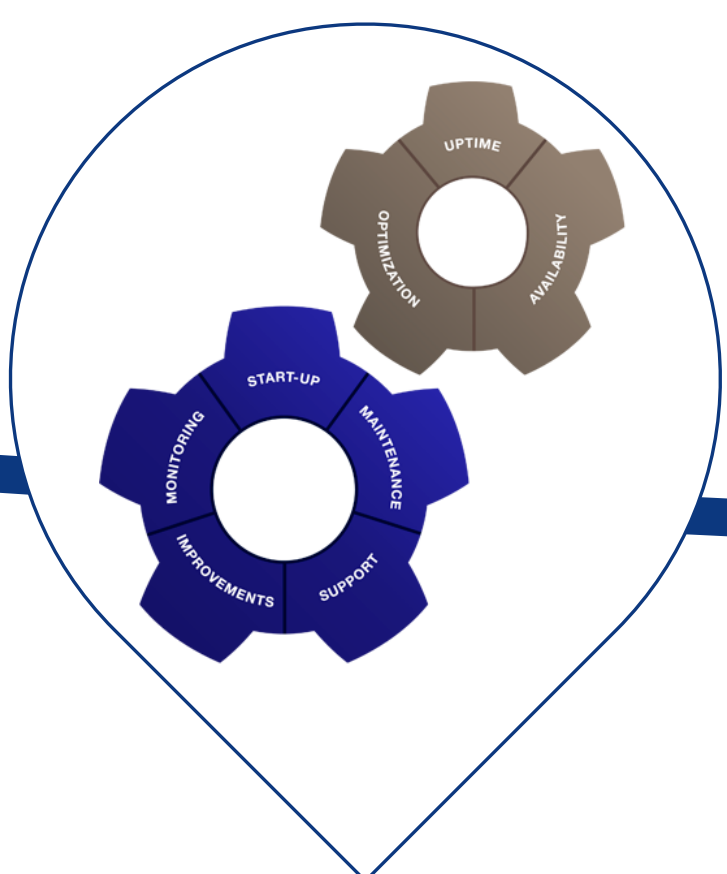 UPTIME
AVAILABILITY
OPTIMIZATION
START-UP
MAINTENANCE
SUPPORT
IMPROVEMENTS
MONITORING